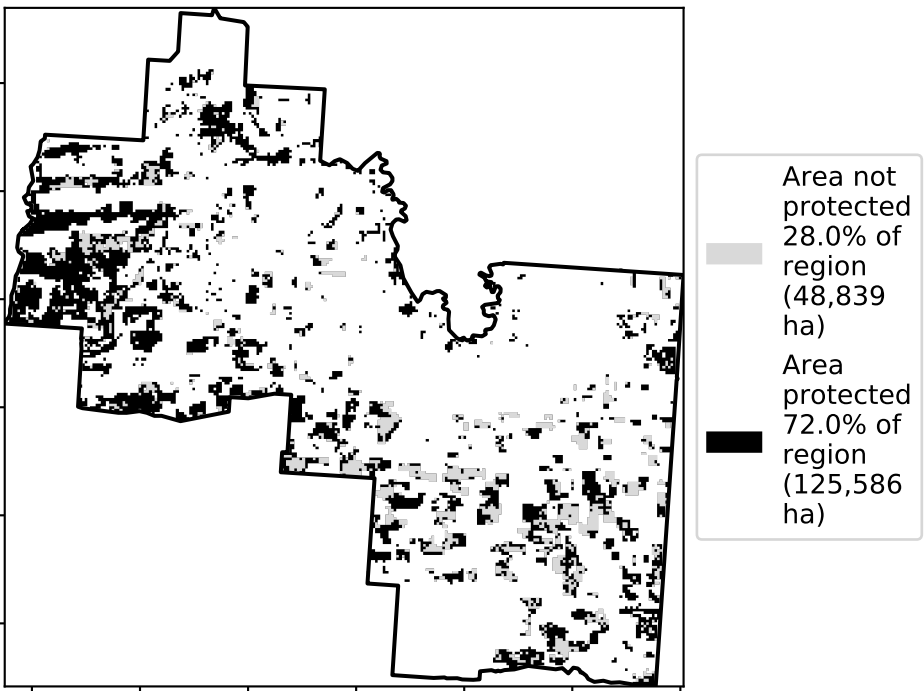 Area not
protected
28.0% of
region
(48,839
ha)
Area
protected
72.0% of
region
(125,586
ha)